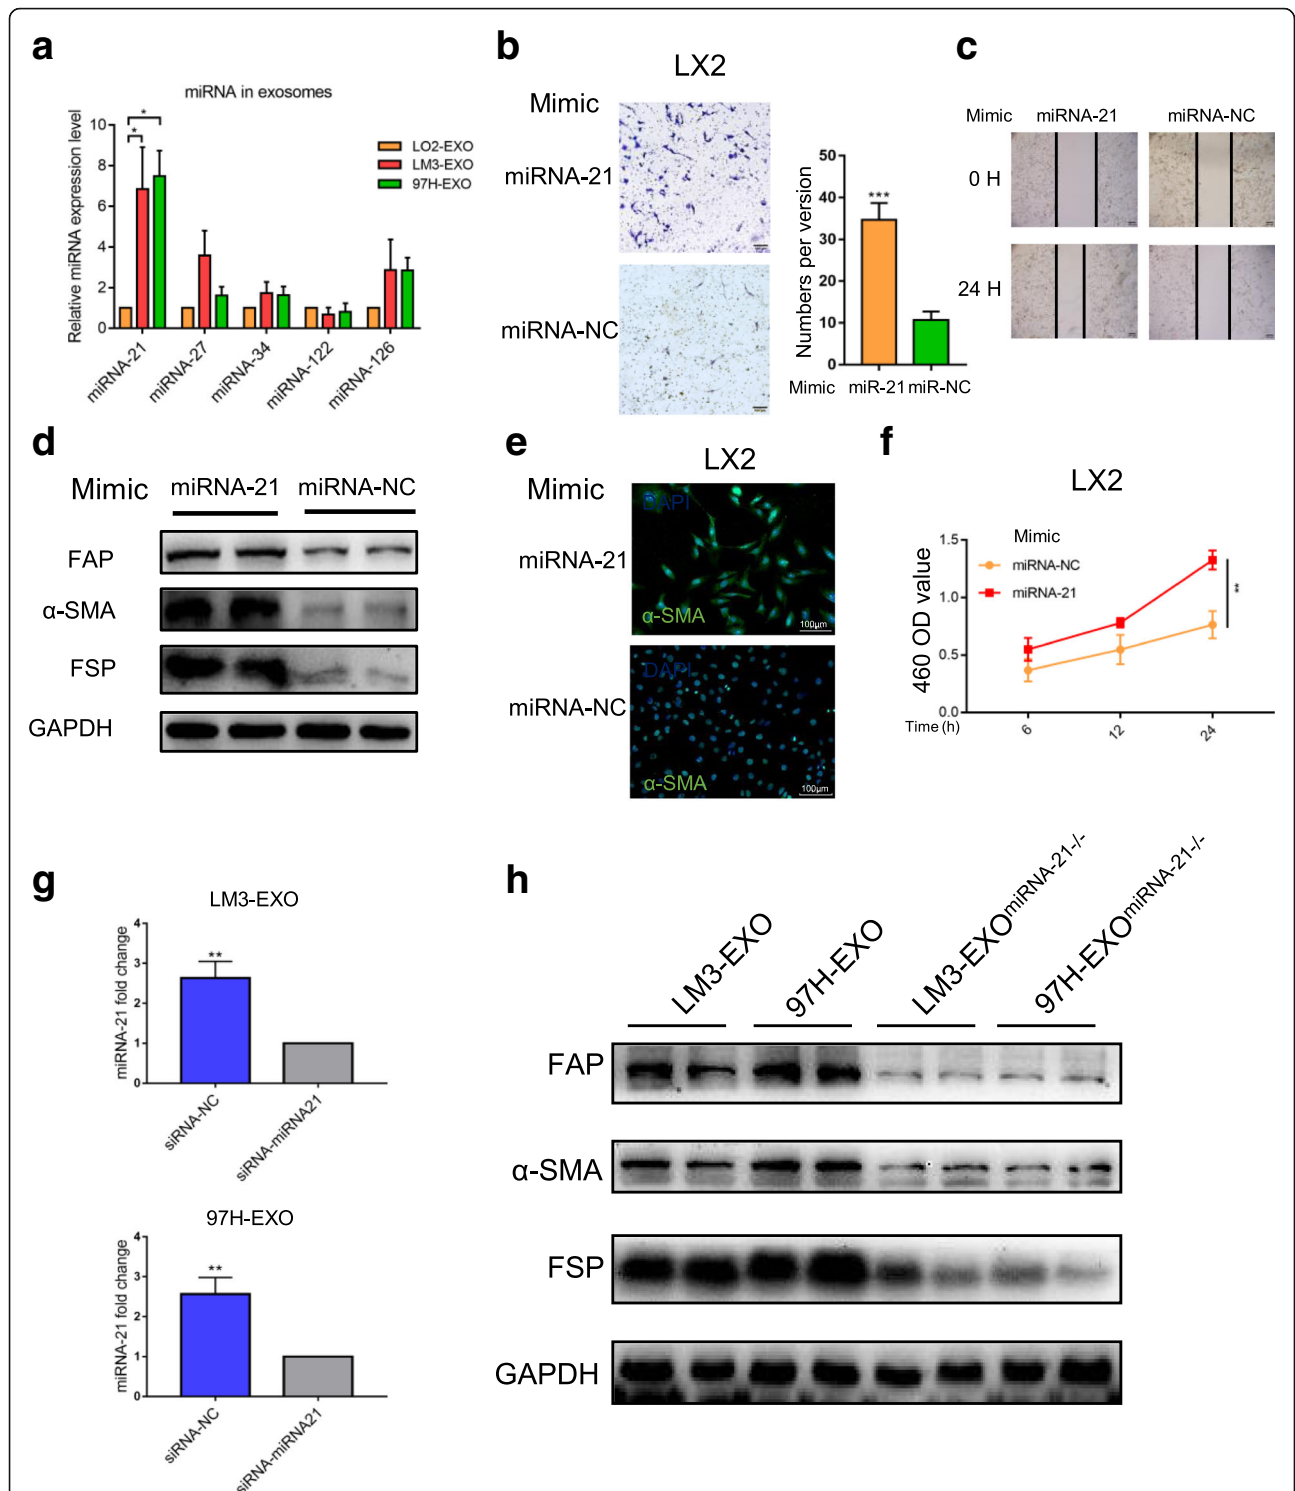 a
miRNA in exosomes
Relative miRNA expression level
10
8
6
4
2
0
*
*
LO2-EXO
LM3-EXO
97H-EXO
miRNA-21
miRNA-27
miRNA-34
miRNA-122
miRNA-126
b
LX2
Mimic
miRNA-21
miRNA-NC
Numbers per version
50
40
30
20
10
0
***
Mimic miR-21 miR-NC
c
Mimic miRNA-21 miRNA-NC
0 H
24 H
d
Mimic miRNA-21 miRNA-NC
FAP
α-SMA
FSP
GAPDH
e
LX2
Mimic
miRNA-21
DAPI
α-SMA
100μm
miRNA-NC
DAPI
α-SMA
100μm
f
LX2
Mimic
miRNA-NC
miRNA-21
460 OD value
1.5
1.0
0.5
0.0
**
Time (h)
6
12
24
g
LM3-EXO
miRNA-21 fold change
4
3
2
1
0
**
siRNA-NC
siRNA-miRNA21
97H-EXO
miRNA-21 fold change
4
3
2
1
0
**
siRNA-NC
siRNA-miRNA21
h
LM3-EXO
97H-EXO
LM3-EXOmiRNA-21-/-
97H-EXOmiRNA-21-/-
FAP
α-SMA
FSP
GAPDH